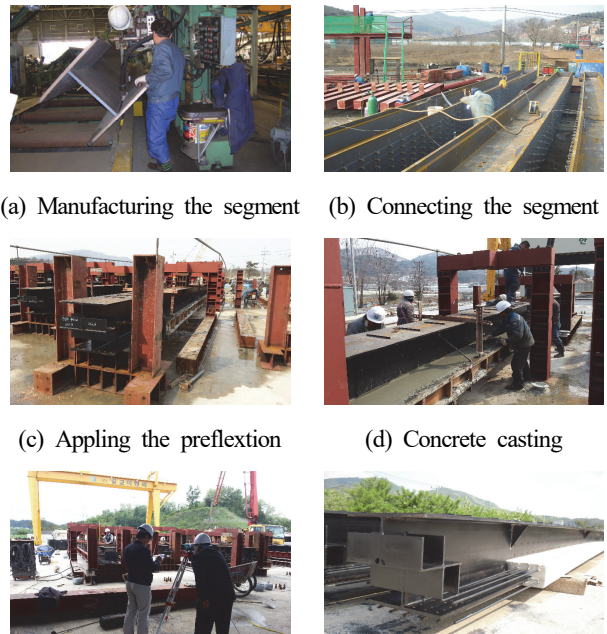 (a) Manufacturing the segment (b) Connecting the segment
(c) Appling the preflextion (d) Concrete casting